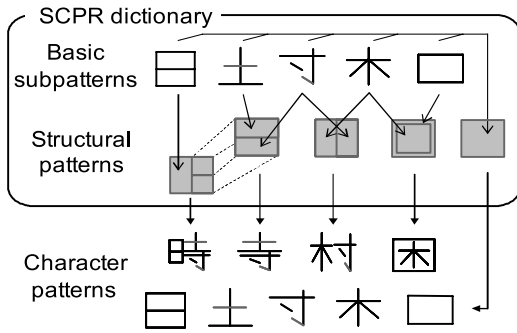 SCPR dictionary
Basic
subpatterns
日 土 寸 木 口
Structural
patterns
時 寺 村 困
Character
patterns
日 土 寸 木 口